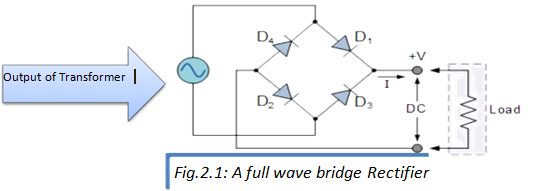 Output of Transformer
D4
D1
+V
I
D2
D3
DC
Load
Fig.2.1: A full wave bridge Rectifier